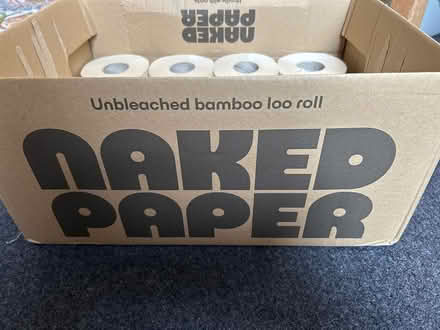 NAKED
PAPER
Unbleached bamboo loo roll
NAKED
PAPER